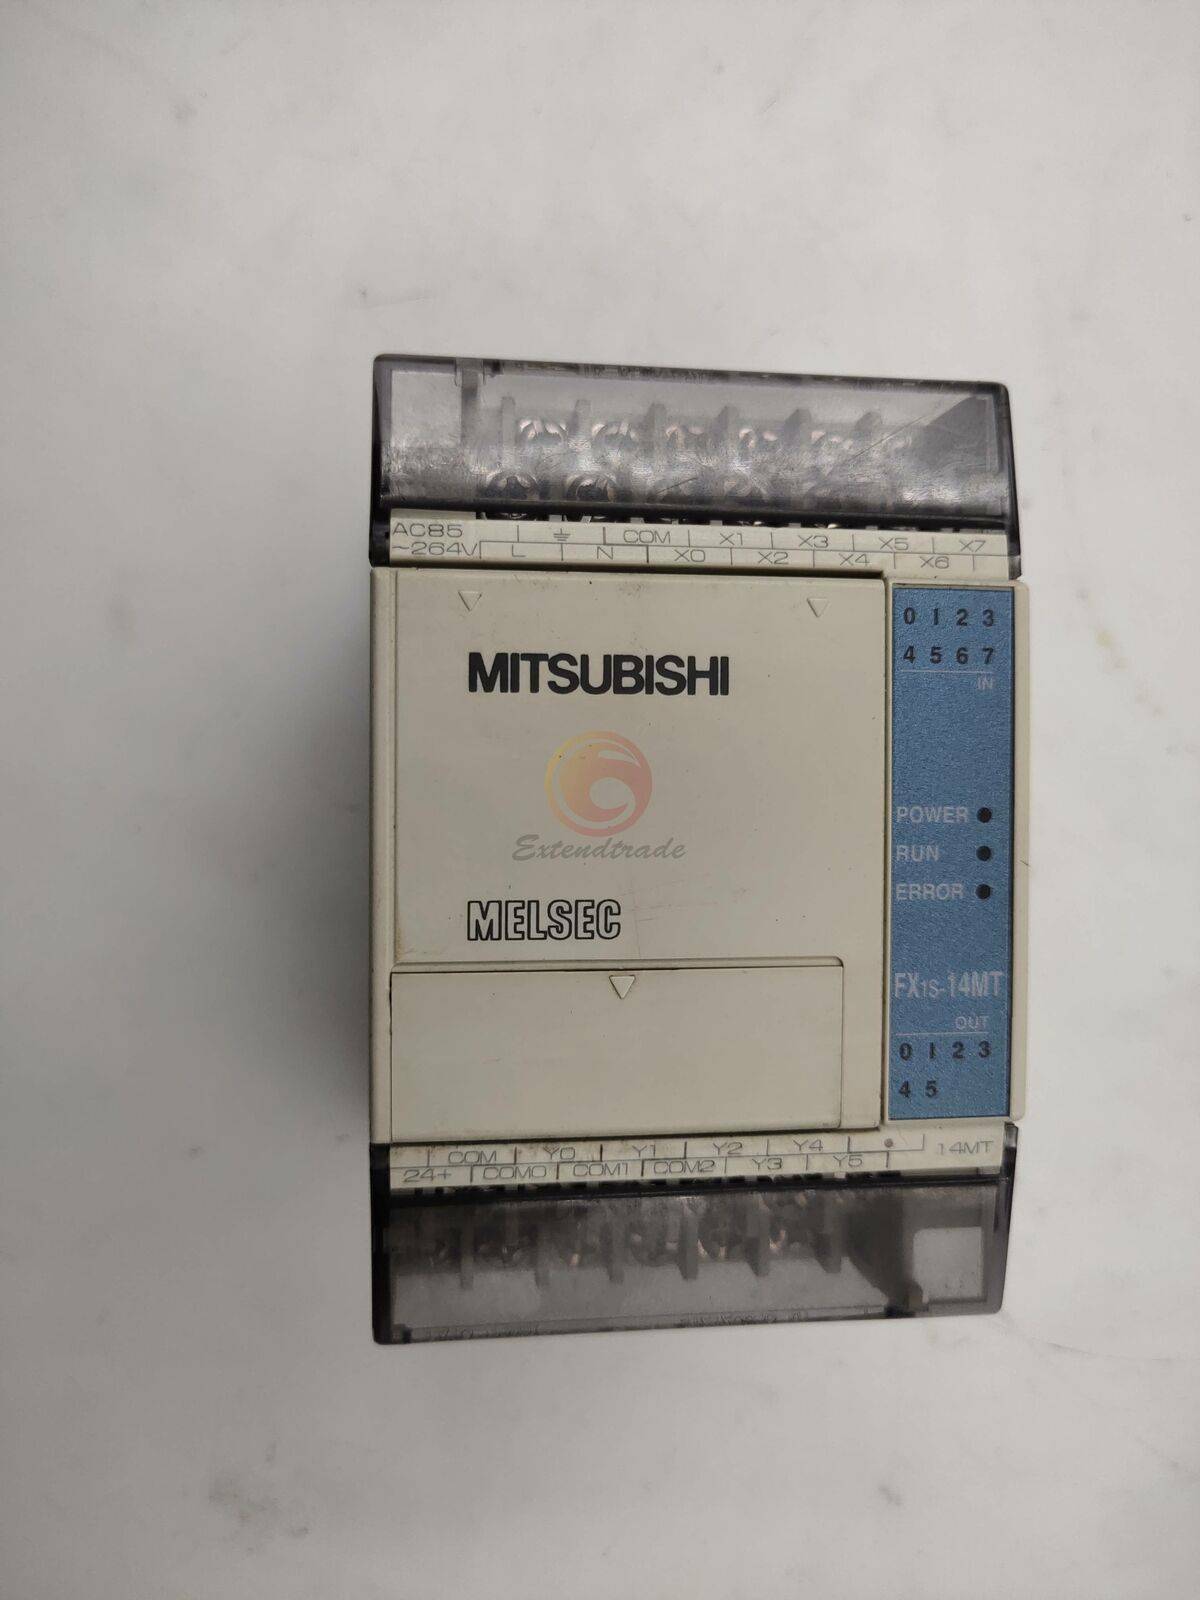 AC85
~264V
COM X1 X3 X5 X7
L N X0 X2 X4 X6
0 1 2 3
4 5 6 7
IN
MITSUBISHI
Extendtrade
POWER
RUN
ERROR
MELSEC
FX1S-14MT
OUT
0 1 2 3
4 5
COM Y0 Y1 Y2 Y4 14MT
24+ COM0 COM1 COM2 Y3 Y5